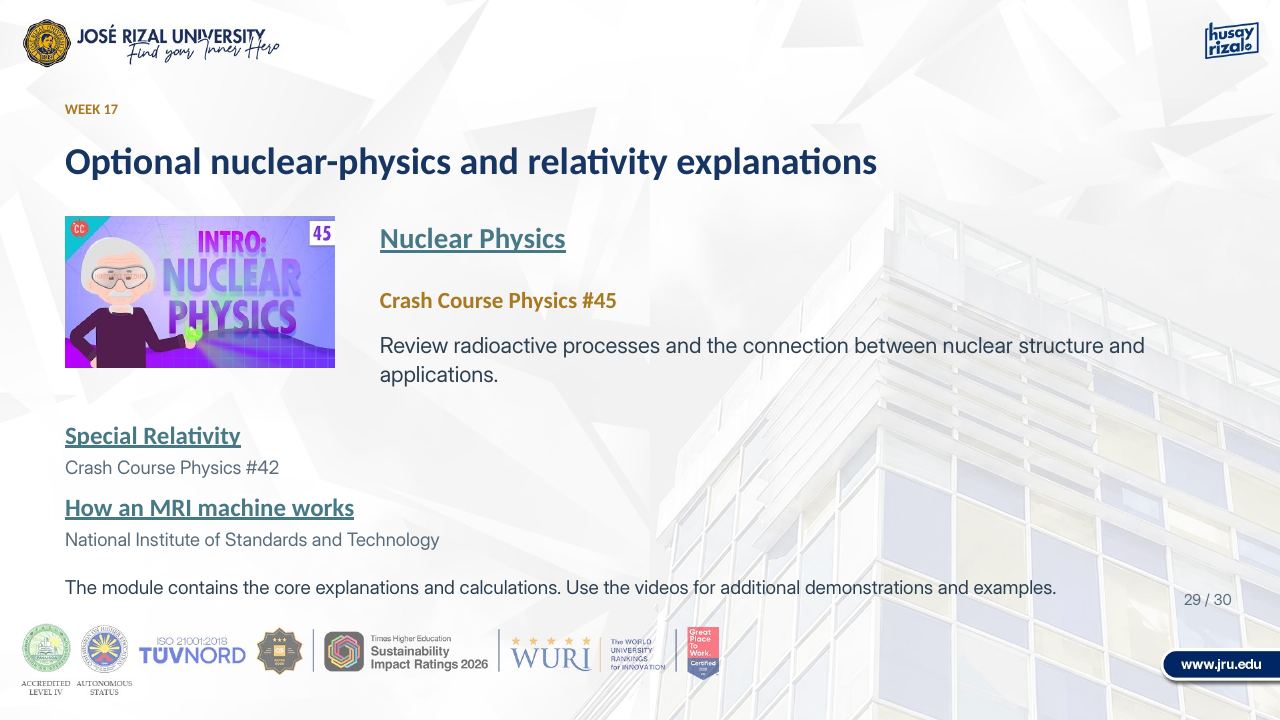 JOSÉ RIZAL UNIVERSITY
Find your Inner Hero
husay
rizal
WEEK 17
Optional nuclear-physics and relativity explanations
CC
45
INTRO:
NUCLEAR
PHYSICS
Nuclear Physics
Crash Course Physics #45
Review radioactive processes and the connection between nuclear structure and
applications.
Special Relativity
Crash Course Physics #42
How an MRI machine works
National Institute of Standards and Technology
The module contains the core explanations and calculations. Use the videos for additional demonstrations and examples.
29 / 30
ACCREDITED
LEVEL IV
AUTONOMOUS
STATUS
ISO 21001:2018
TÜVNORD
Times Higher Education
Sustainability
Impact Ratings 2026
WURI
The WORLD
UNIVERSITY
RANKINGS
for INNOVATION
Great
Place
To
Work.
Certified
www.jru.edu